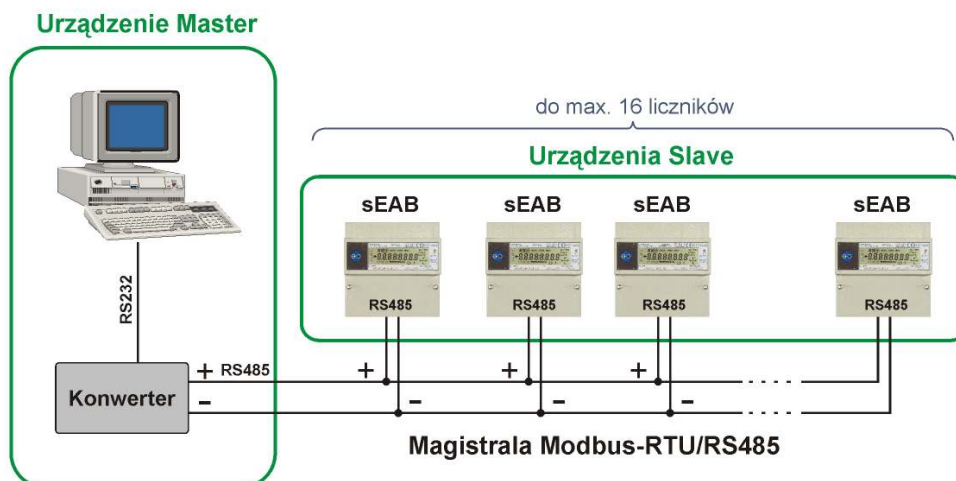 Urządzenie Master
do max. 16 liczników
Urządzenia Slave
sEAB
sEAB
sEAB
sEAB
RS485
RS485
RS485
RS485
RS232
+ RS485
+
+
+
Konwerter
-
-
-
-
Magistrala Modbus-RTU/RS485